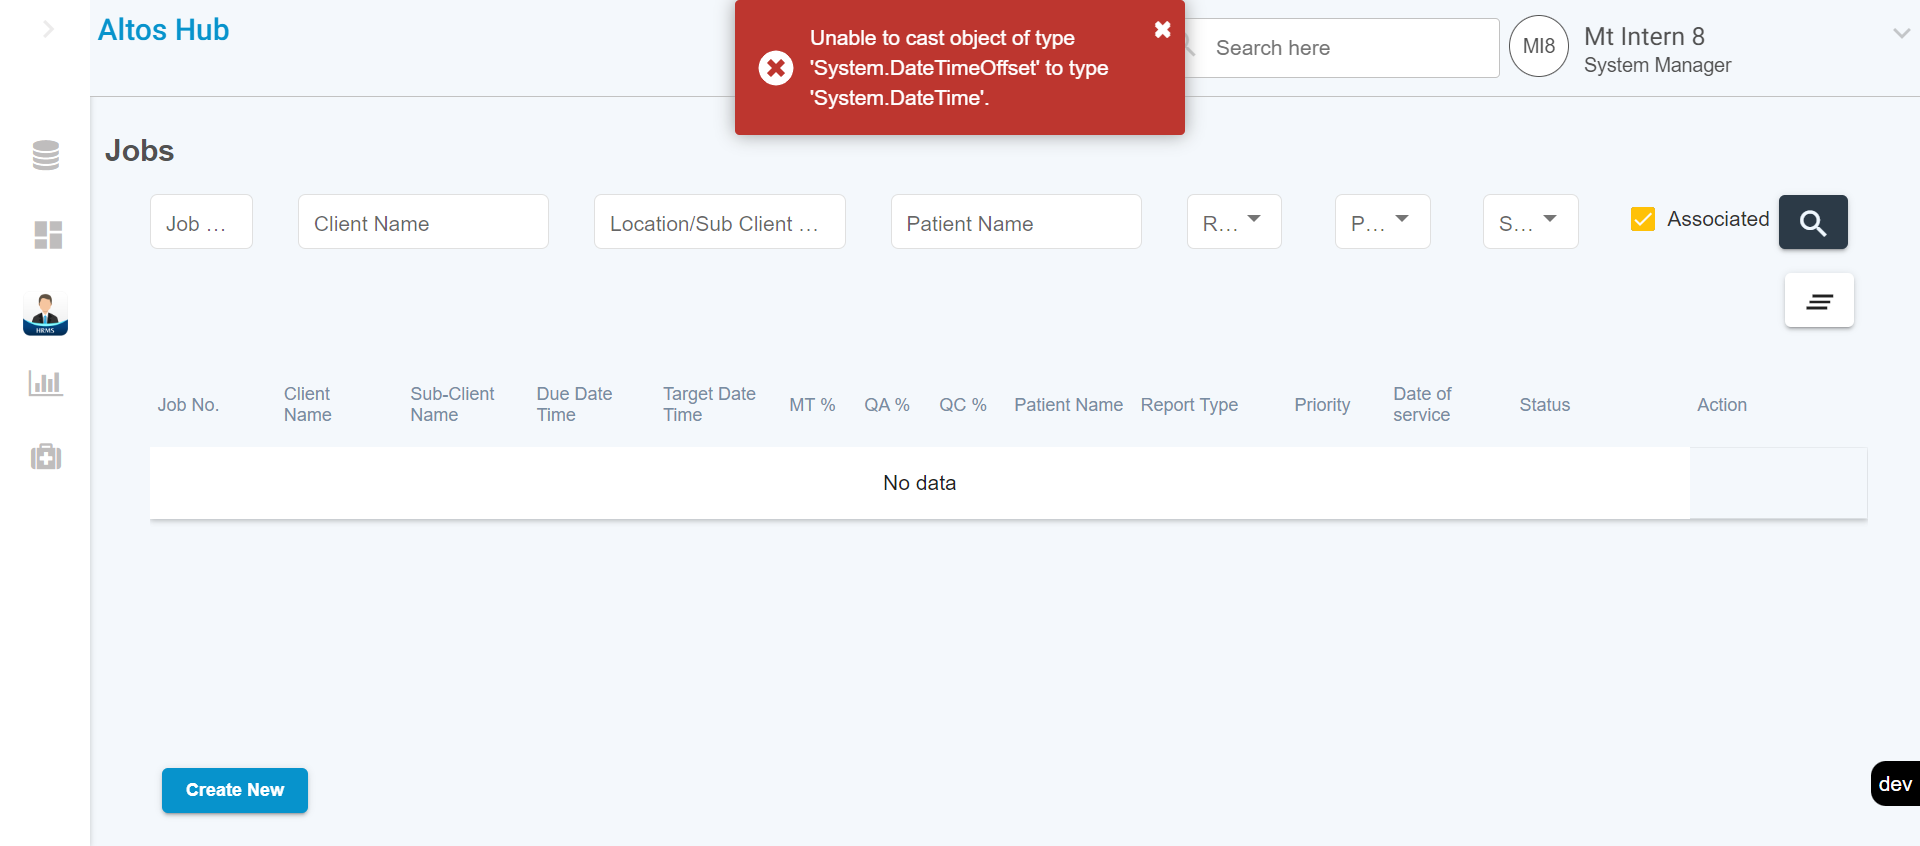 Altos Hub
Unable to cast object of type
'System.DateTimeOffset' to type
'System.DateTime'.
Search here
MI8
Mt Intern 8
System Manager
Jobs
Job ...
Client Name
Location/Sub Client ...
Patient Name
R...
P...
S...
Associated
HRMS
Job No.
Client
Name
Sub-Client
Name
Due Date
Time
Target Date
Time
MT %
QA %
QC %
Patient Name
Report Type
Priority
Date of
service
Status
Action
No data
Create New
dev